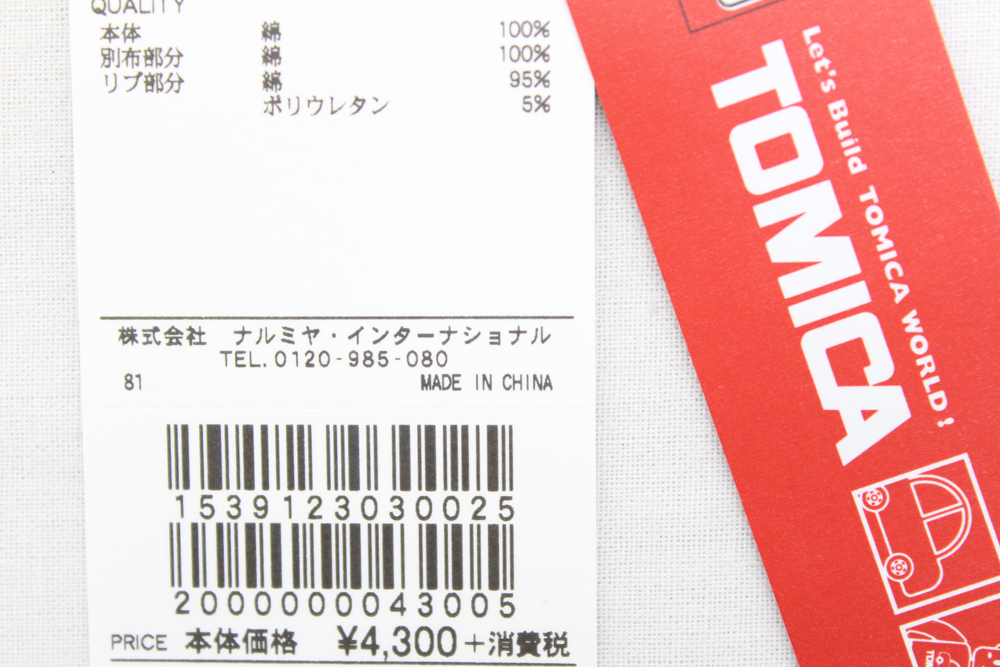 QUALITY
本体 綿 100%
別布部分 綿 100%
リブ部分 綿 95%
ポリウレタン 5%
株式会社 ナルミヤ・インターナショナル
TEL.0120-985-080
81 MADE IN CHINA
1539123030025
2000000043005
PRICE 本体価格 ¥4,300+消費税
Let's Build TOMICA WORLD!
TOMICA